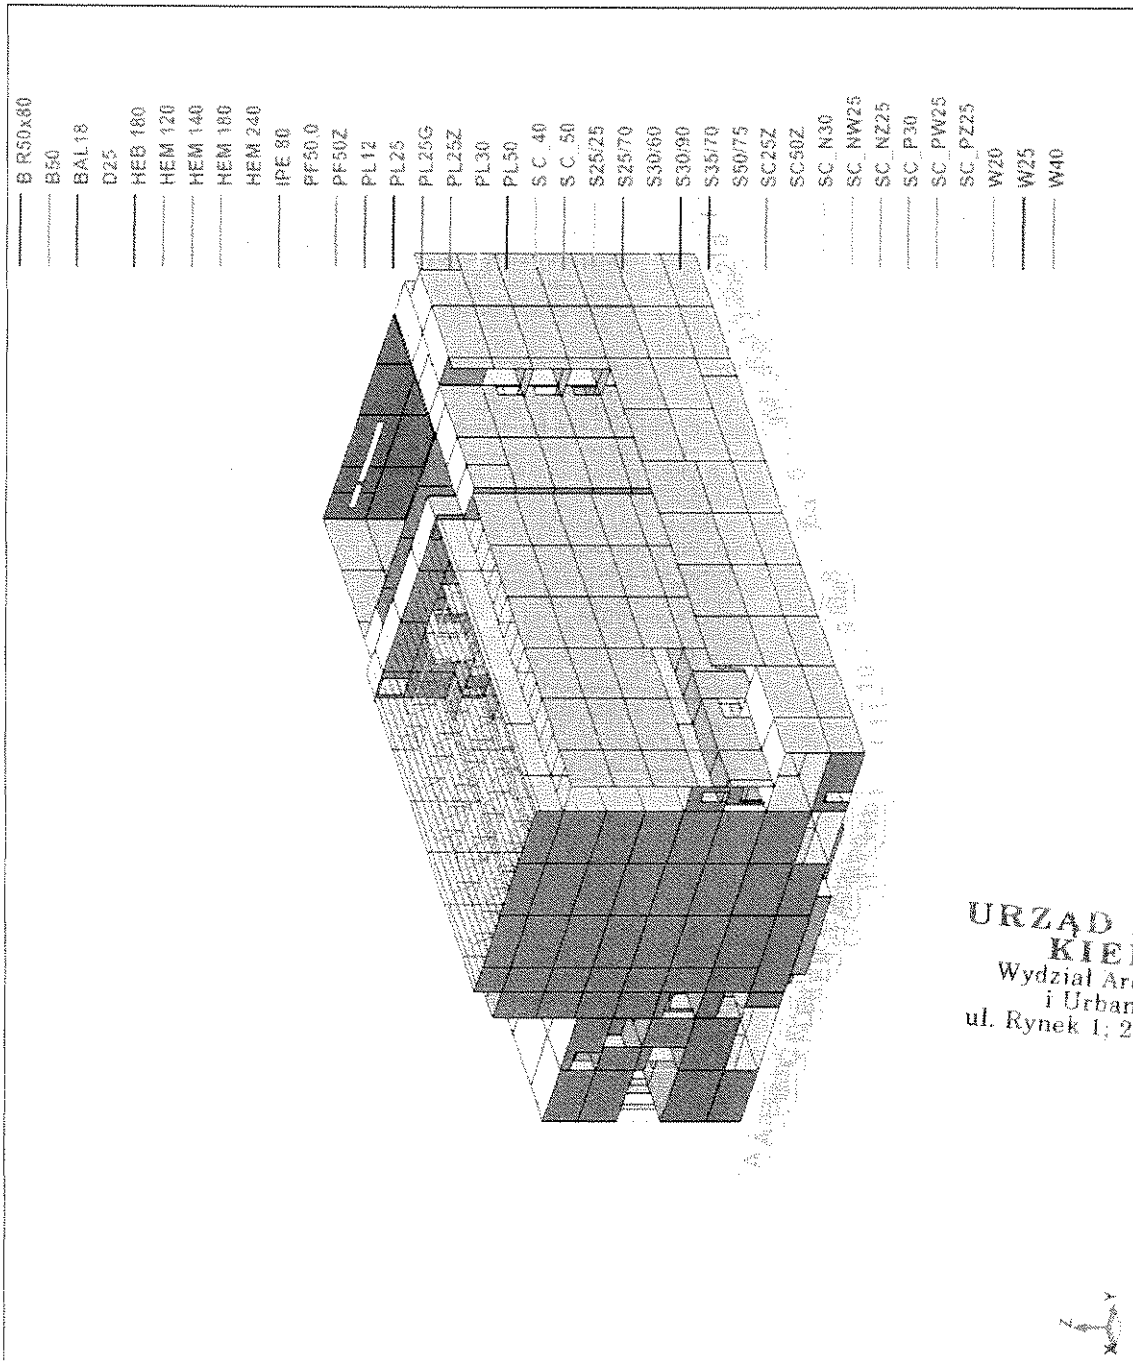 B R50x80
B50
BAL18
D25
HEB 180
HEM 120
HEM 140
HEM 180
HEM 240
IPE 80
PF50.0
PF50Z
PL12
PL25
PL25G
PL25Z
PL30
PL50
S C_40
S C_50
S25/25
S25/70
S30/60
S30/90
S35/70
S50/75
SC25Z
SC50Z
SC_N30
SC_NW25
SC_NZ25
SC_P30
SC_PW25
SC_PZ25
W20
W25
W40
URZĄD
KIE
Wydział Ar
i Urban
ul. Rynek 1; 2
Z
Y
X